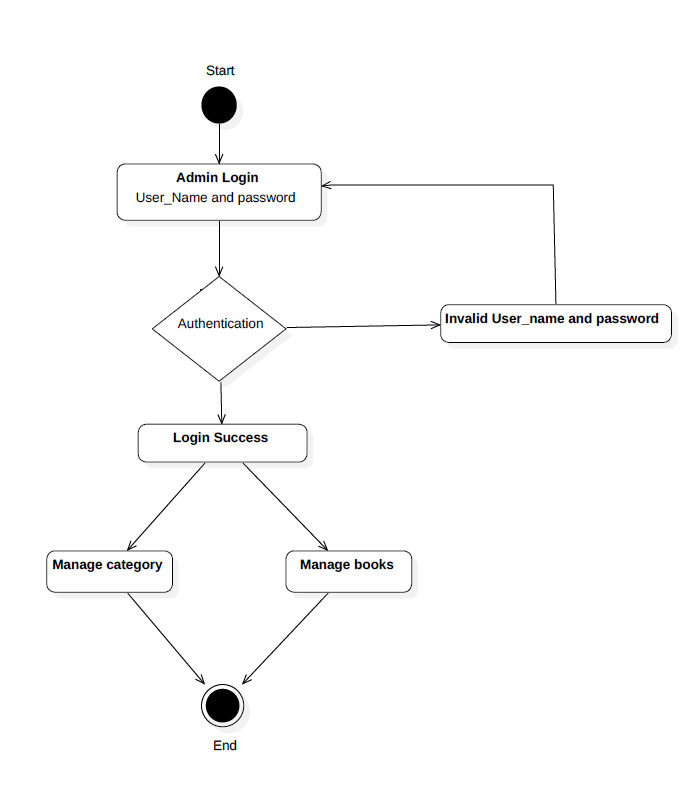 Start
Admin Login
User_Name and password
Authentication
Invalid User_name and password
Login Success
Manage category
Manage books
End